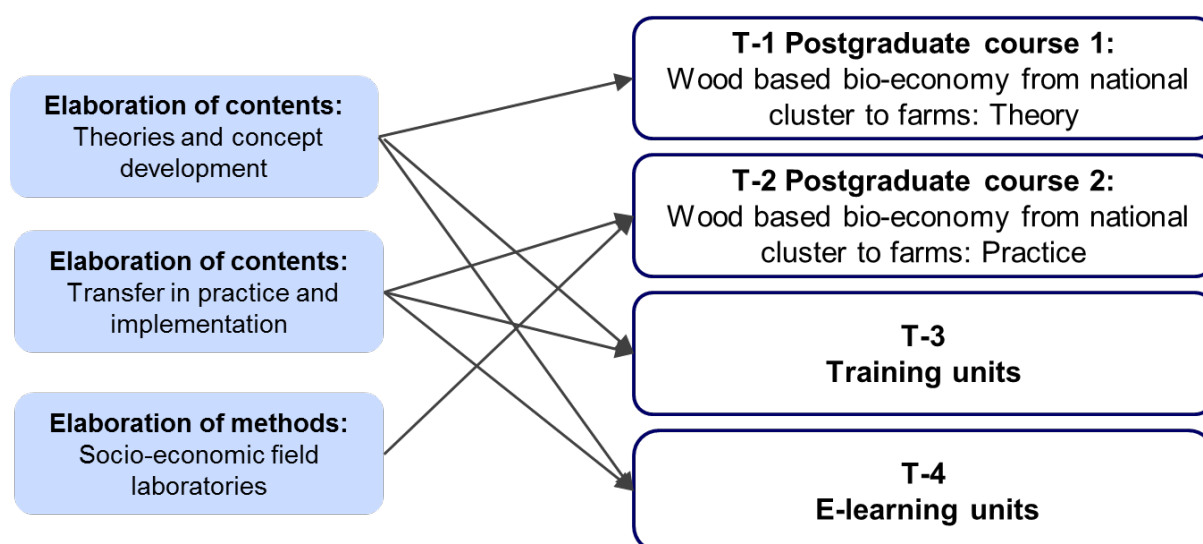 Elaboration of contents:
Theories and concept
development
Elaboration of contents:
Transfer in practice and
implementation
Elaboration of methods:
Socio-economic field
laboratories
T-1 Postgraduate course 1:
Wood based bio-economy from national
cluster to farms: Theory
T-2 Postgraduate course 2:
Wood based bio-economy from national
cluster to farms: Practice
T-3
Training units
T-4
E-learning units